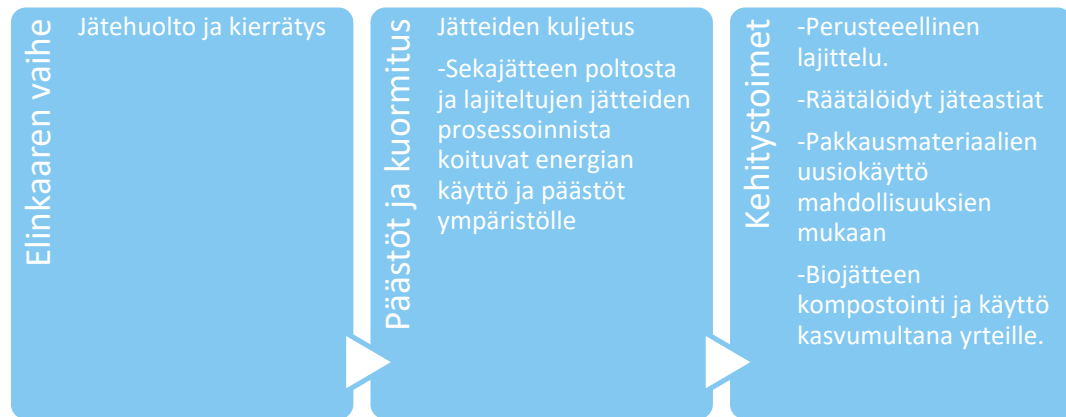 Elinkaaren vaihe
Jätehuolto ja kierrätys
Päästöt ja kuormitus
Jätteiden kuljetus
-Sekajätteen poltosta
ja lajiteltujen jätteiden
prosessoinnista
koituvat energian
käyttö ja päästöt
ympäristölle
Kehitystoimet
-Perusteeellinen
lajittelu.
-Räätälöidyt jäteastiat
-Pakkausmateriaalien
uusiokäyttö
mahdollisuuksien
mukaan
-Biojätteen
kompostointi ja käyttö
kasvumultana yrteille.